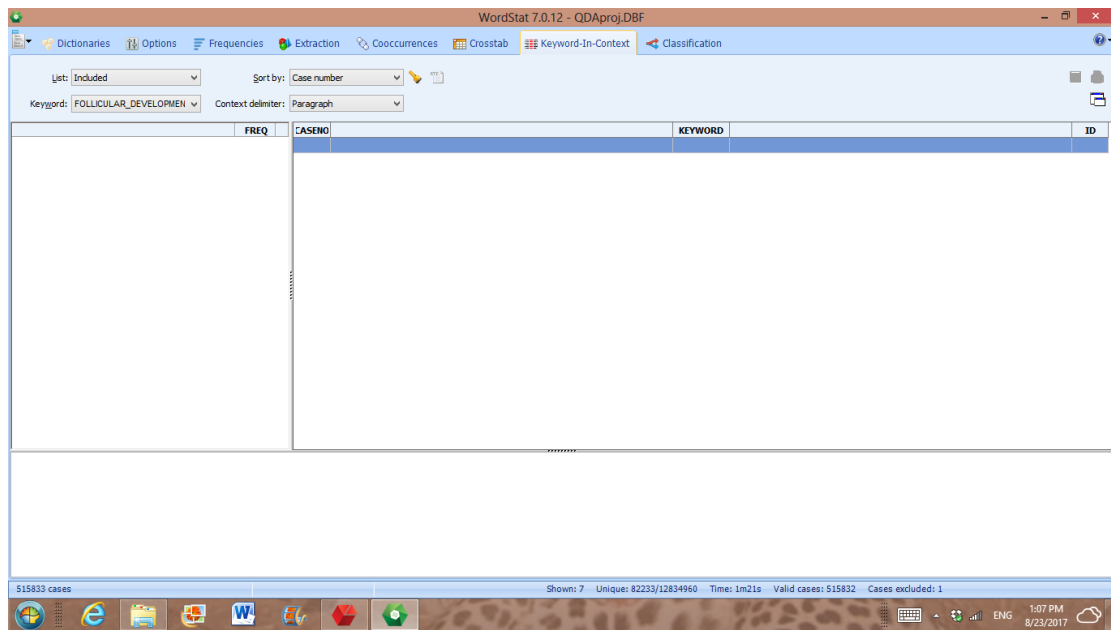 WordStat 7.0.12 - QDAproj.DBF
Dictionaries Options Frequencies Extraction Cooccurrences Crosstab Keyword-In-Context Classification
List: Included Sort by: Case number
Keyword: FOLLICULAR_DEVELOPMEN Context delimiter: Paragraph
FREQ CASENO KEYWORD ID
515833 cases Shown: 7 Unique: 82233/12834960 Time: 1m21s Valid cases: 515832 Cases excluded: 1
ENG 1:07 PM
8/23/2017